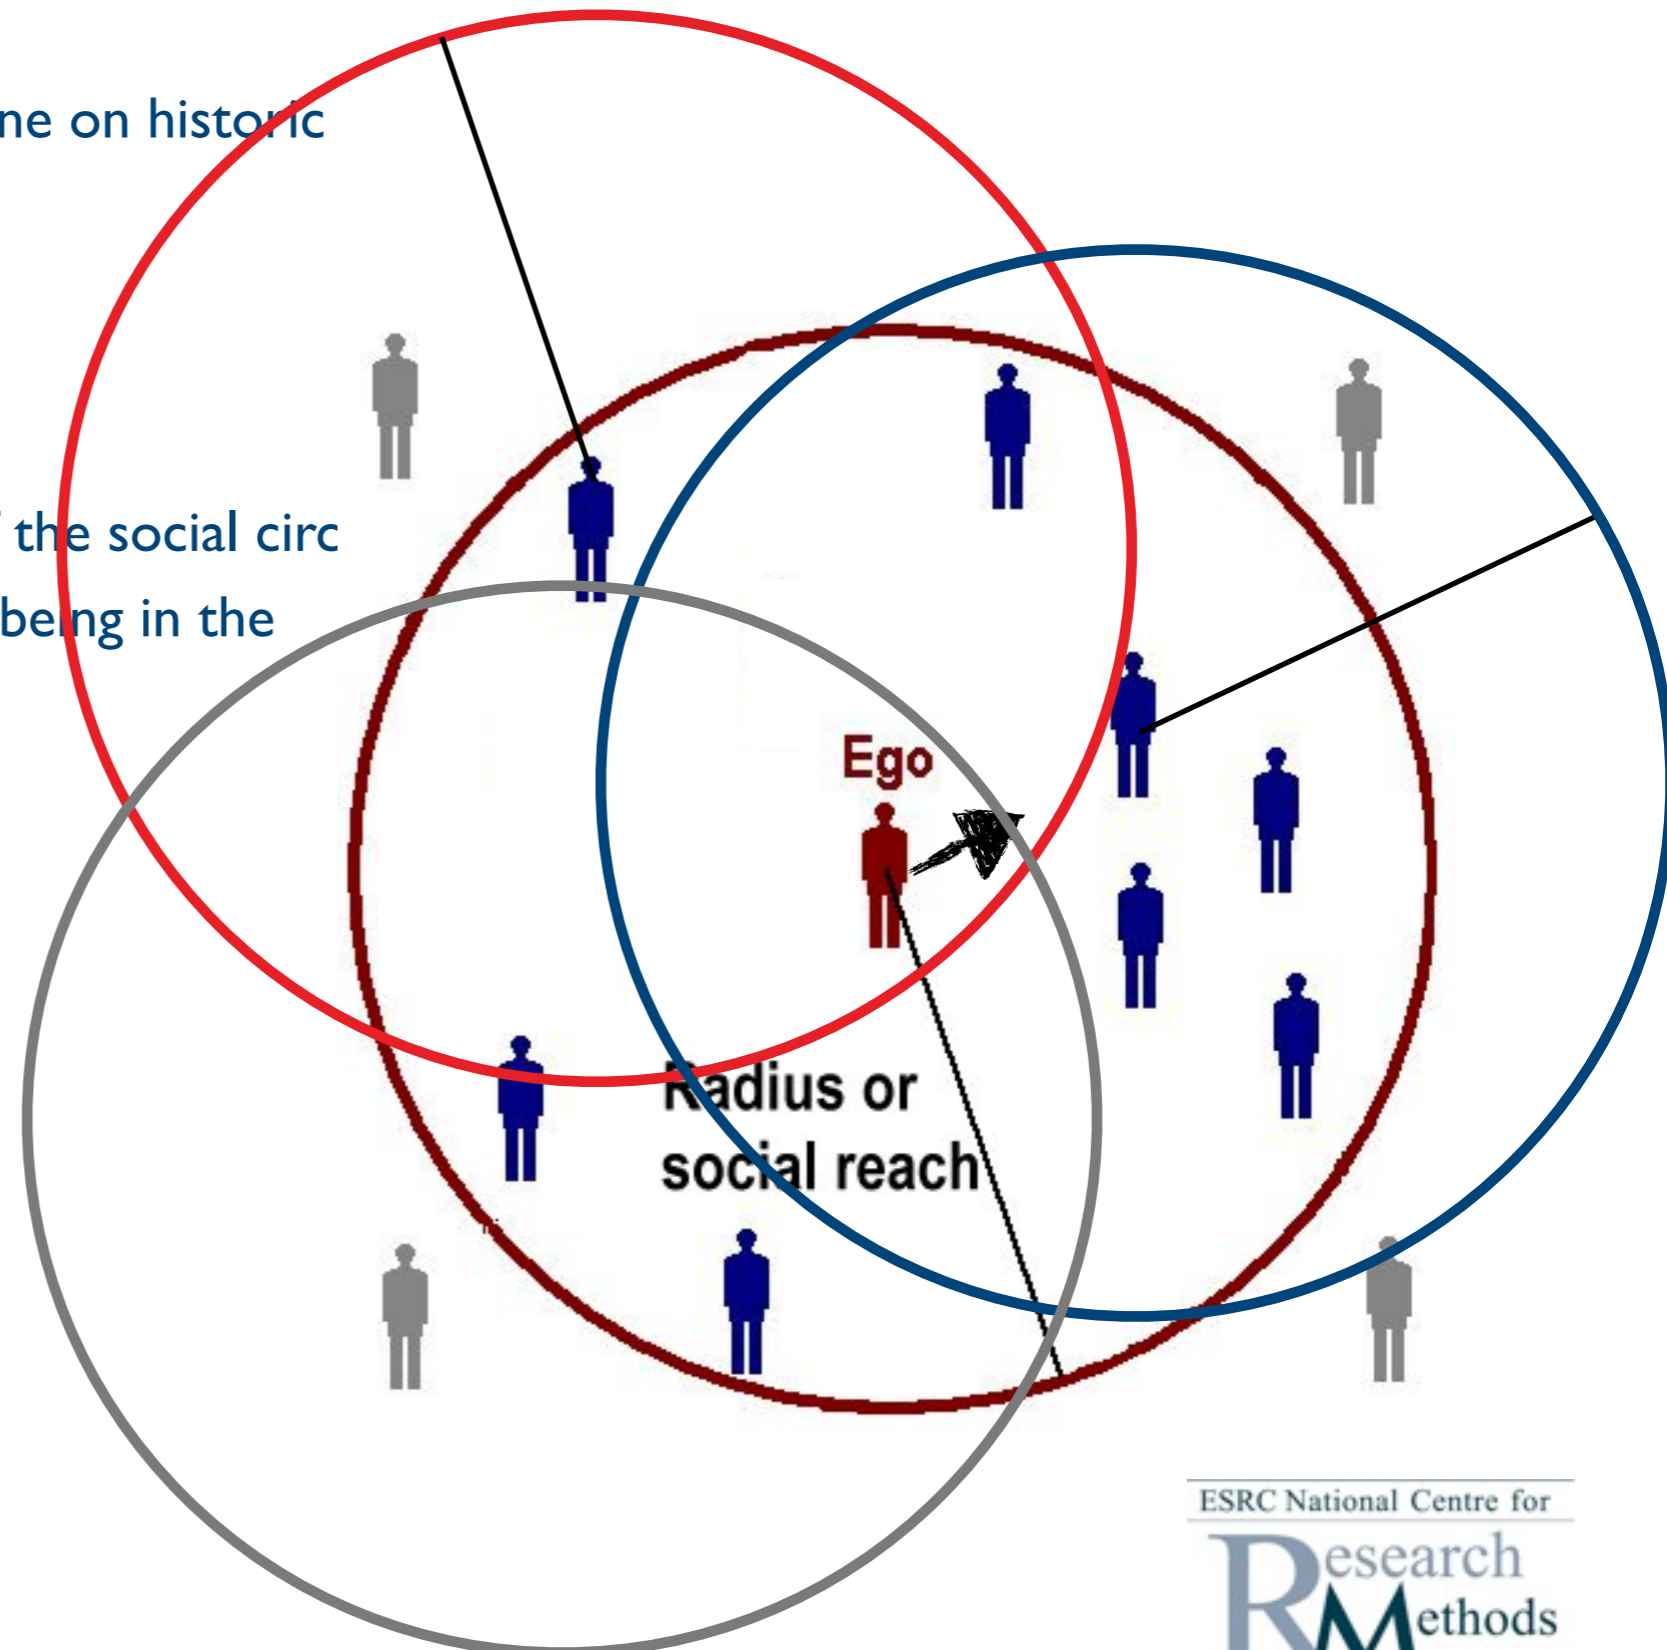 ne on historic
the social circ
being in the
Ego
Radius or
social reach
ESRC National Centre for
Research
Methods